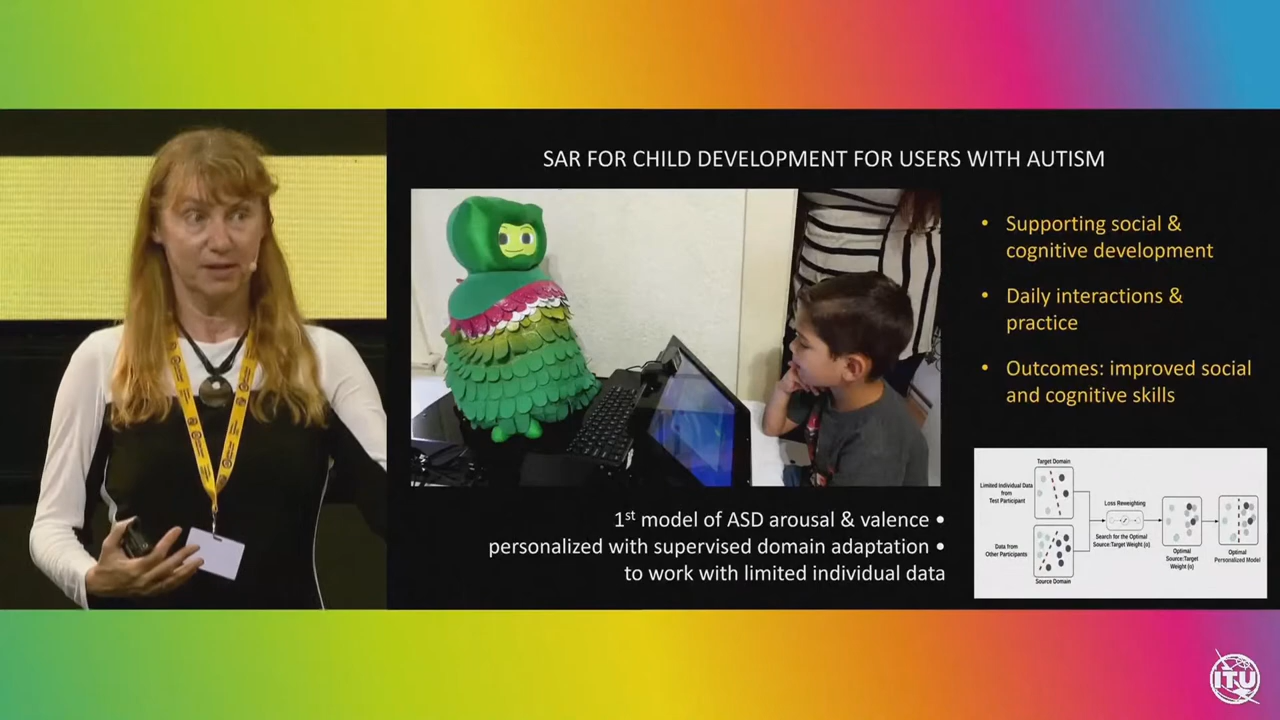 SAR FOR CHILD DEVELOPMENT FOR USERS WITH AUTISM
• Supporting social &
cognitive development
• Daily interactions &
practice
• Outcomes: improved social
and cognitive skills
1st model of ASD arousal & valence •
personalized with supervised domain adaptation •
to work with limited individual data
Target Domain
Limited Individual Data
from
Test Participant
Data from
Other Participants
Source Domain
Loss Reweighting
Search for the Optimal
Source:Target Weight (α)
Optimal
Source:Target
Weight (α)
Optimal
Personalized Model
ITU